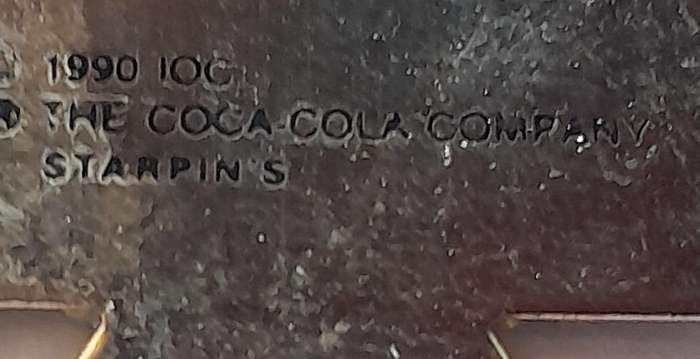 © 1990 IOC
® THE COCA-COLA COMPANY
STARPIN'S